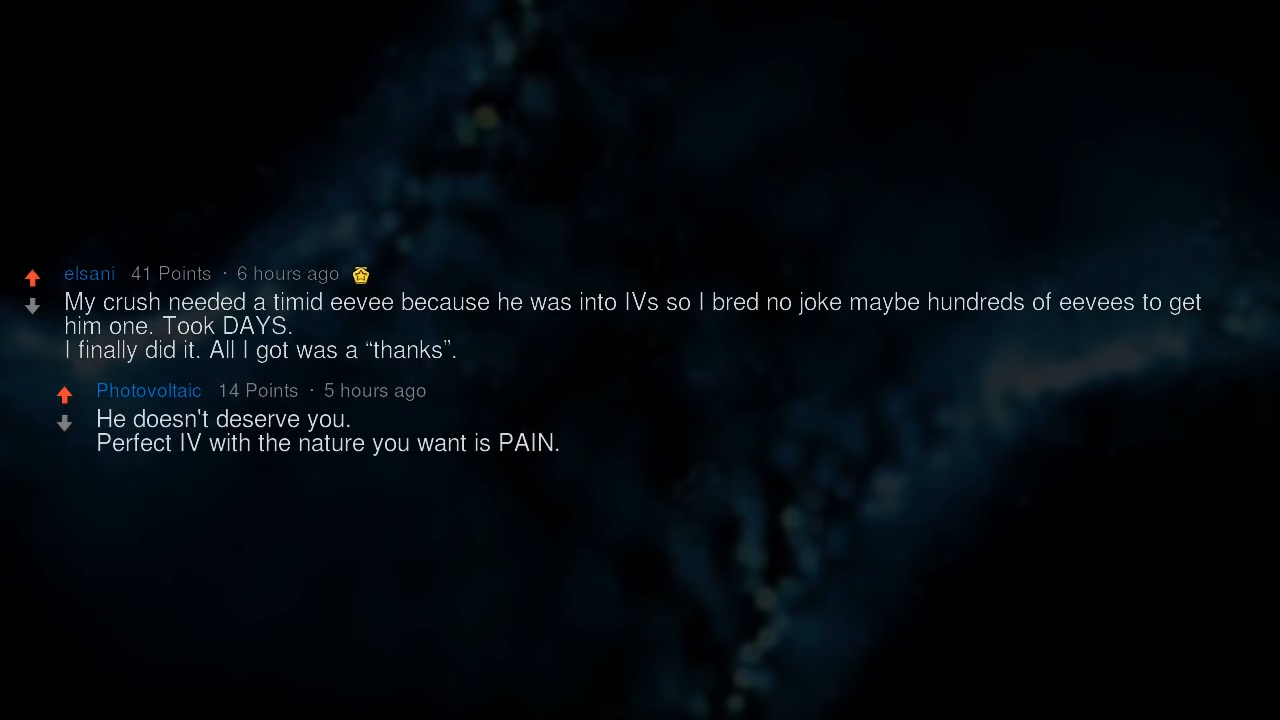 elsani 41 Points · 6 hours ago
My crush needed a timid eevee because he was into IVs so I bred no joke maybe hundreds of eevees to get
him one. Took DAYS.
I finally did it. All I got was a “thanks”.
Photovoltaic 14 Points · 5 hours ago
He doesn't deserve you.
Perfect IV with the nature you want is PAIN.